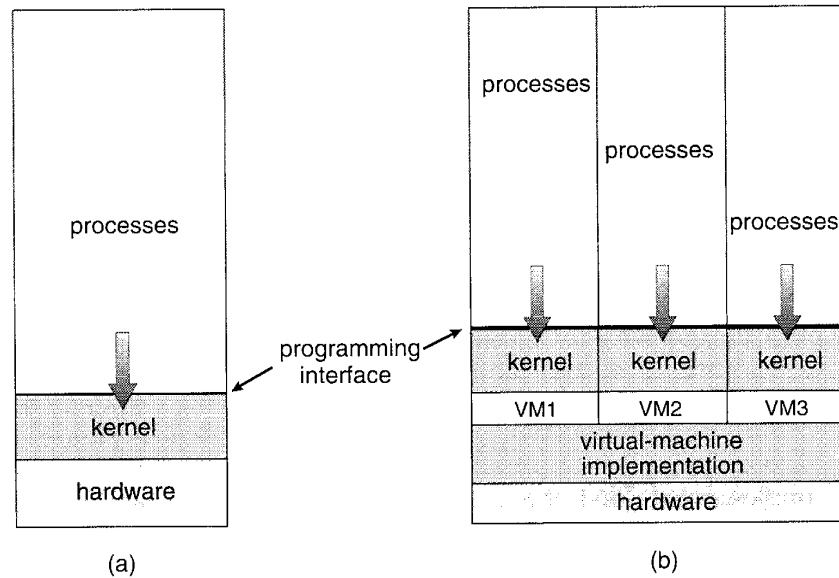 processes
kernel
hardware
(a)
programming
interface
processes
processes
processes
kernel
kernel
kernel
VM1
VM2
VM3
virtual-machine
implementation
hardware
(b)